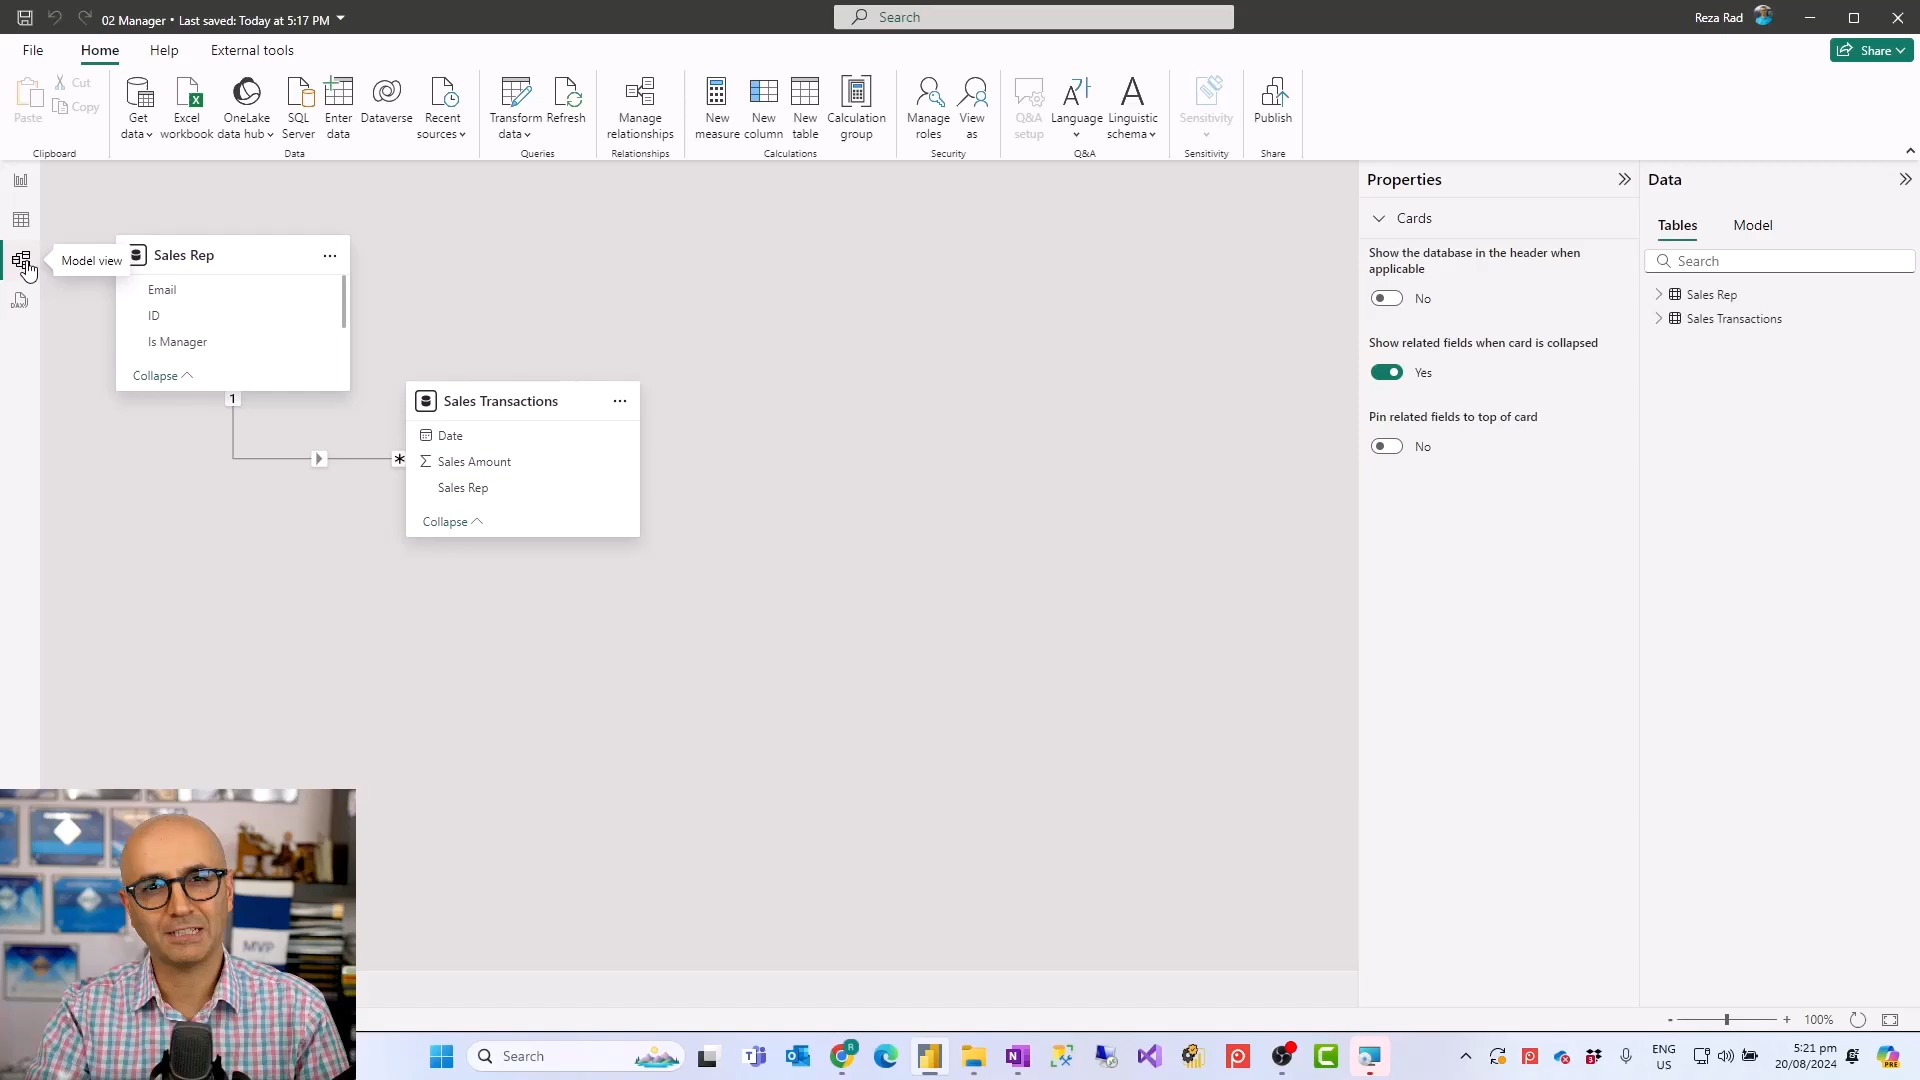 02 Manager • Last saved: Today at 5:17 PM
Search
Reza Rad
File
Home
Help
External tools
Share
Paste
Cut
Copy
Clipboard
Get data
Excel workbook
OneLake data hub
SQL Server
Enter data
Dataverse
Recent sources
Data
Transform data
Refresh
Queries
Manage relationships
Relationships
New measure
New column
New table
Calculation group
Calculations
Manage roles
View as
Security
Q&A setup
Language
Linguistic schema
Q&A
Sensitivity
Sensitivity
Publish
Share
Model view
DAX
Sales Rep
Email
ID
Is Manager
Collapse
1
*
Sales Transactions
Date
Σ Sales Amount
Sales Rep
Collapse
Properties
Cards
Show the database in the header when
applicable
No
Show related fields when card is collapsed
Yes
Pin related fields to top of card
No
Data
Tables
Model
Search
Sales Rep
Sales Transactions
- + 100%
MVP
Search
ENG
US
5:21 pm
20/08/2024
PRE